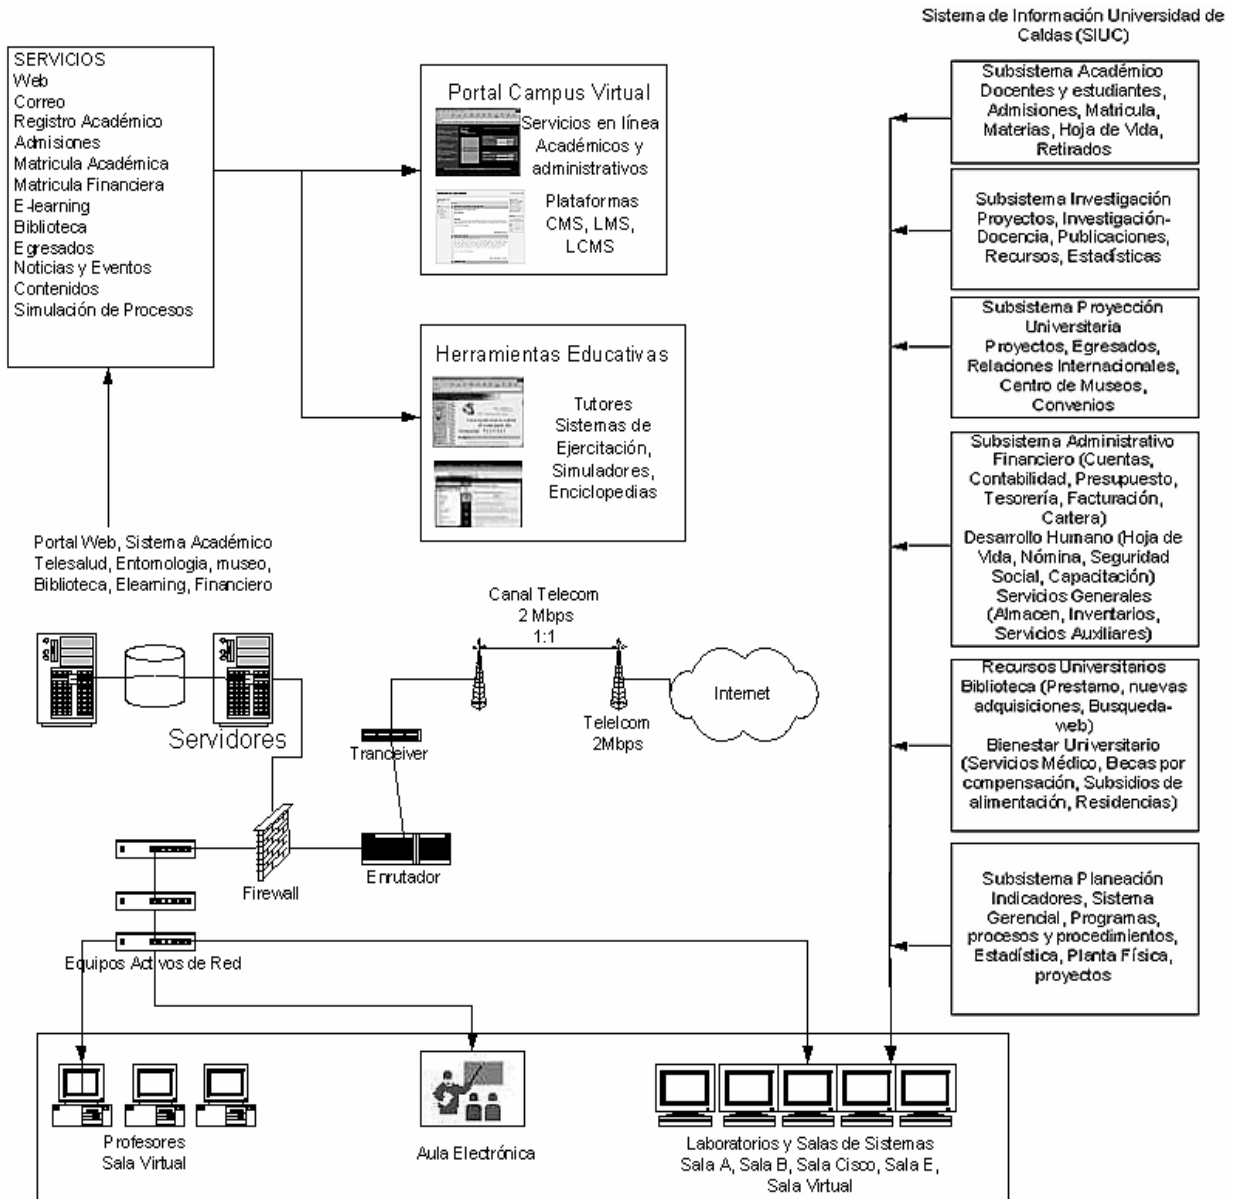 Sistema de Información Universidad de
Caldas (SIUC)
SERVICIOS
Web
Correo
Registro Académico
Admisiones
Matricula Académica
Matricula Financiera
E-learning
Biblioteca
Egresados
Noticias y Eventos
Contenidos
Simulación de Procesos
Portal Campus Virtual
Servicios en línea
Académicos y
administrativos
Plataformas
CMS, LMS,
LCMS
Herramientas Educativas
Tutores
Sistemas de
Ejercitación,
Simuladores,
Enciclopedias
Portal Web, Sistema Académico
Telesalud, Entomología, museo,
Biblioteca, Elearning, Financiero
Servidores
Canal Telecom
2 Mbps
1:1
Telelcom
2Mbps
Internet
Tranceiver
Enrutador
Firewall
Equipos Activos de Red
Profesores
Sala Virtual
Aula Electrónica
Laboratorios y Salas de Sistemas
Sala A, Sala B, Sala Cisco, Sala E,
Sala Virtual
Subsistema Académico
Docentes y estudiantes,
Admisiones, Matricula,
Materias, Hoja de Vida,
Retirados
Subsistema Investigación
Proyectos, Investigación-
Docencia, Publicaciones,
Recursos, Estadísticas
Subsistema Proyección
Universitaria
Proyectos, Egresados,
Relaciones Internacionales,
Centro de Museos,
Convenios
Subsistema Administrativo
Financiero (Cuentas,
Contabilidad, Presupuesto,
Tesorería, Facturación,
Cartera)
Desarrollo Humano (Hoja de
Vida, Nómina, Seguridad
Social, Capacitación)
Servicios Generales
(Almacen, Inventarios,
Servicios Auxiliares)
Recursos Universitarios
Biblioteca (Prestamo, nuevas
adquisiciones, Busqueda-
web)
Bienestar Universitario
(Servicios Médico, Becas por
compensación, Subsidios de
alimentación, Residencias)
Subsistema Planeación
Indicadores, Sistema
Gerencial, Programas,
procesos y procedimientos,
Estadística, Planta Física,
proyectos